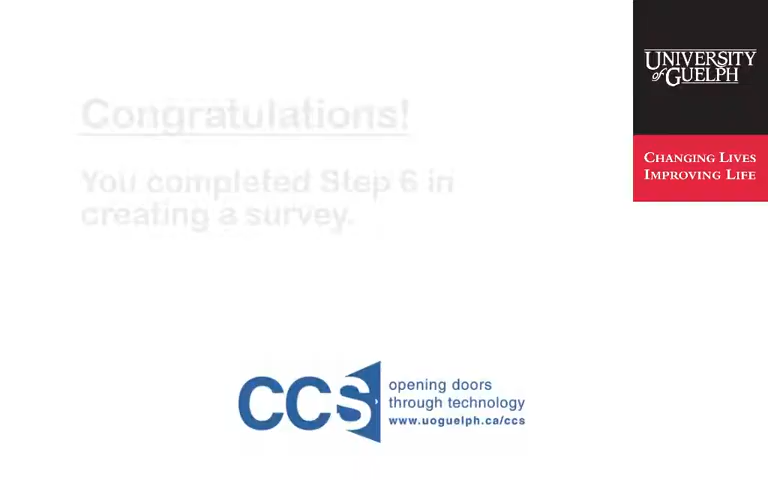 UNIVERSITY
of GUELPH
Congratulations!
CHANGING LIVES
IMPROVING LIFE
You completed Step 6 in
creating a survey.
CCS
opening doors
through technology
www.uoguelph.ca/ccs